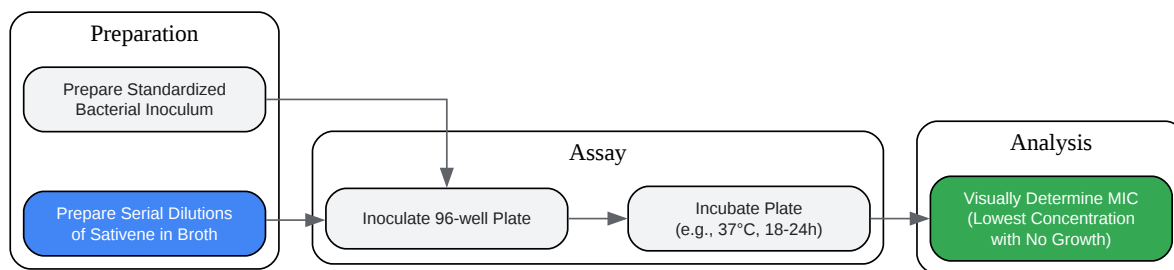 Preparation
Prepare Standardized
Bacterial Inoculum
Prepare Serial Dilutions
of Sativene in Broth
Assay
Inoculate 96-well Plate
Incubate Plate
(e.g., 37°C, 18-24h)
Analysis
Visually Determine MIC
(Lowest Concentration
with No Growth)